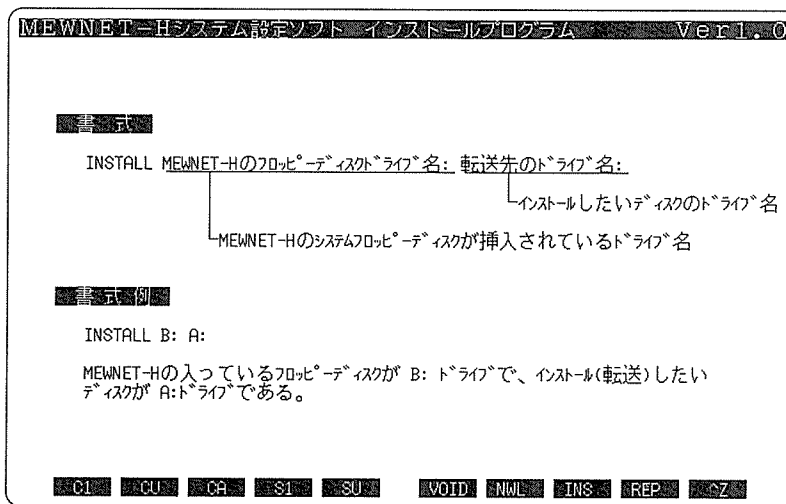 MEWNET-Hシステム設定ソフト インストールプログラム Ver1.0
書 式
INSTALL MEWNET-Hのﾌﾛｯﾋﾟｰﾃﾞｨｽｸﾄﾞﾗｲﾌﾞ名: 転送先のﾄﾞﾗｲﾌﾞ名:
ｲﾝｽﾄｰﾙしたいﾃﾞｨｽｸのﾄﾞﾗｲﾌﾞ名
MEWNET-Hのｼｽﾃﾑﾌﾛｯﾋﾟｰﾃﾞｨｽｸが挿入されているﾄﾞﾗｲﾌﾞ名
書 式 例
INSTALL B: A:
MEWNET-Hの入っているﾌﾛｯﾋﾟｰﾃﾞｨｽｸが B: ﾄﾞﾗｲﾌﾞで、ｲﾝｽﾄｰﾙ(転送)したい
ﾃﾞｨｽｸが A:ﾄﾞﾗｲﾌﾞである。
C1 CU CA S1 SU VOID NWL INS REP ^Z